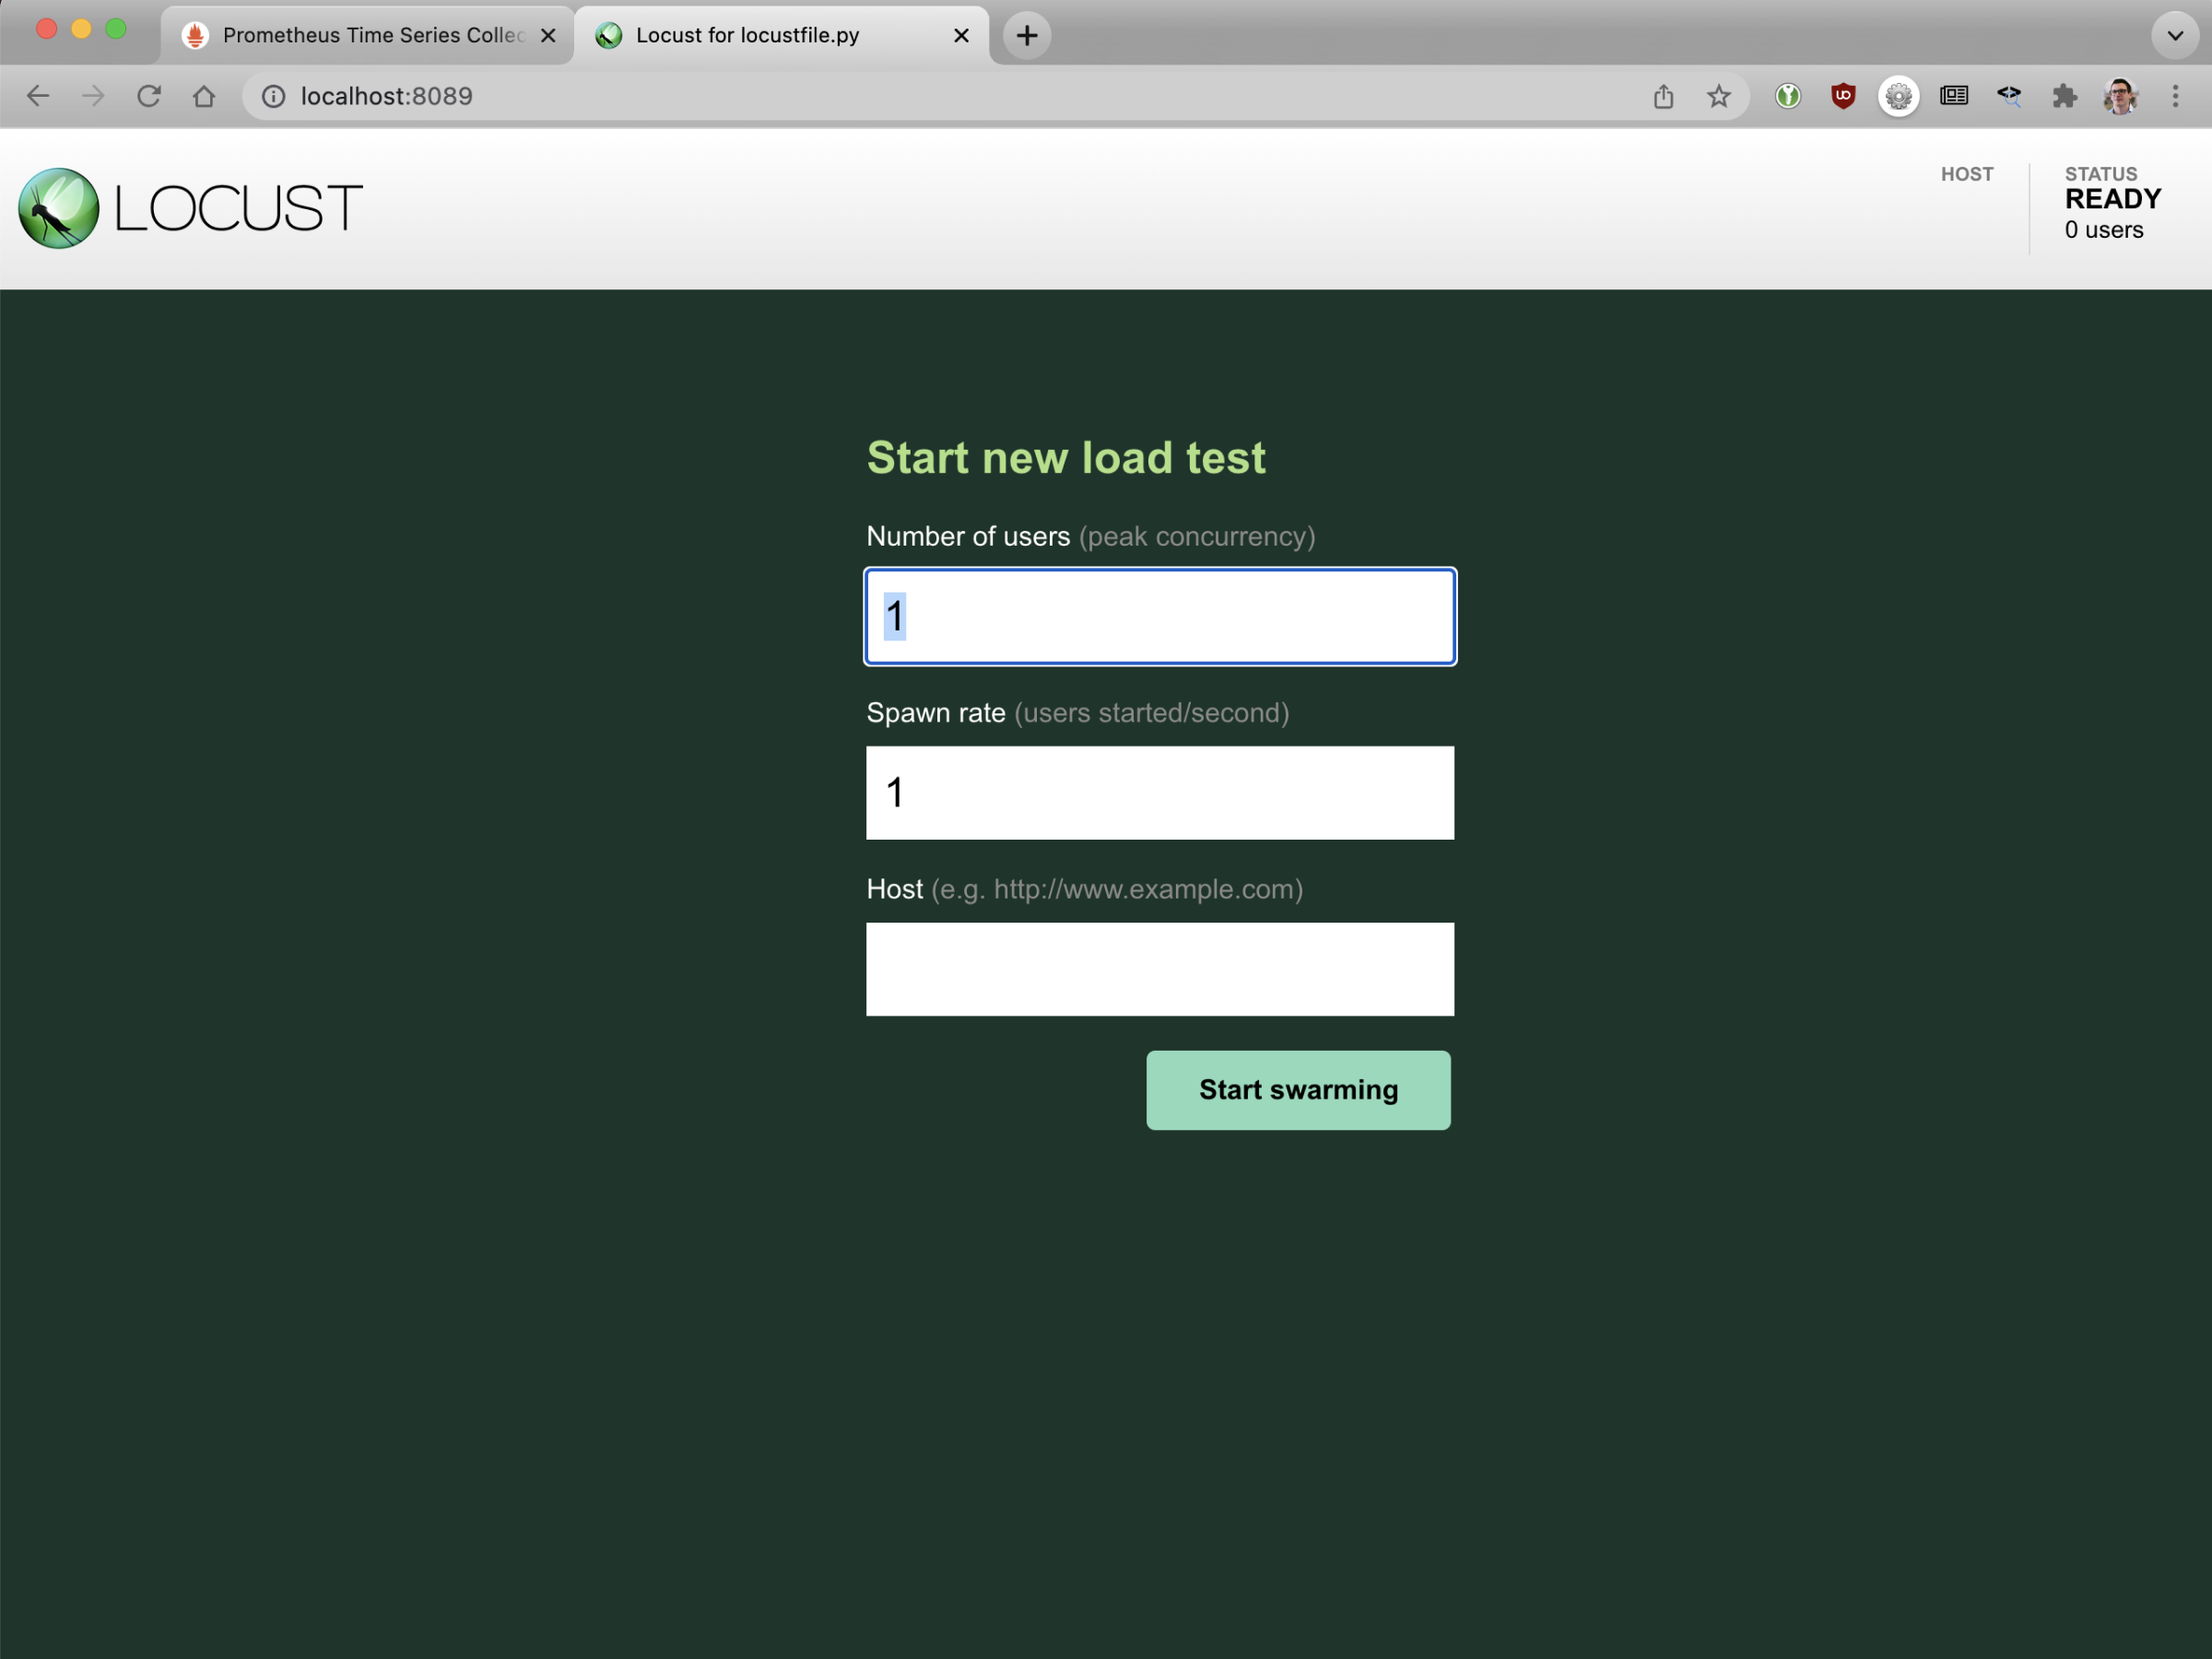 Prometheus Time Series Collec
Locust for locustfile.py
localhost:8089
LOCUST
HOST
STATUS
READY
0 users
Start new load test
Number of users (peak concurrency)
1
Spawn rate (users started/second)
1
Host (e.g. http://www.example.com)
Start swarming